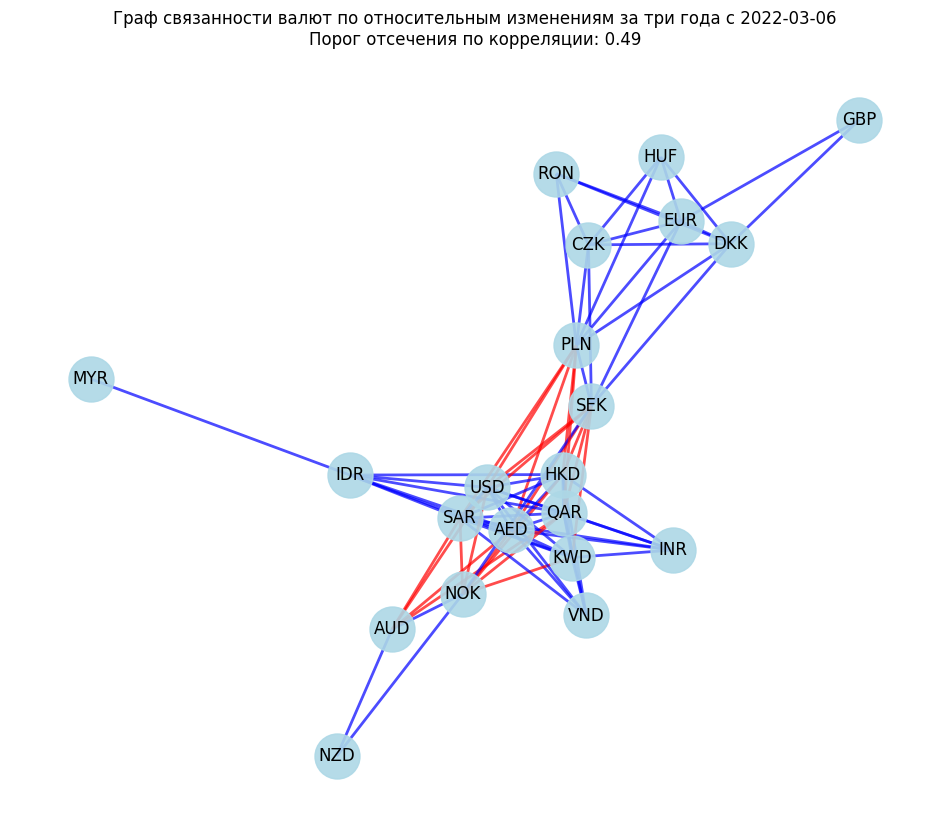 Граф связанности валют по относительным изменениям за три года с 2022-03-06
Порог отсечения по корреляции: 0.49
GBP
HUF
RON
EUR
CZK
DKK
PLN
MYR
SEK
IDR
HKD
USD
QAR
SAR
AED
INR
KWD
NOK
VND
AUD
NZD